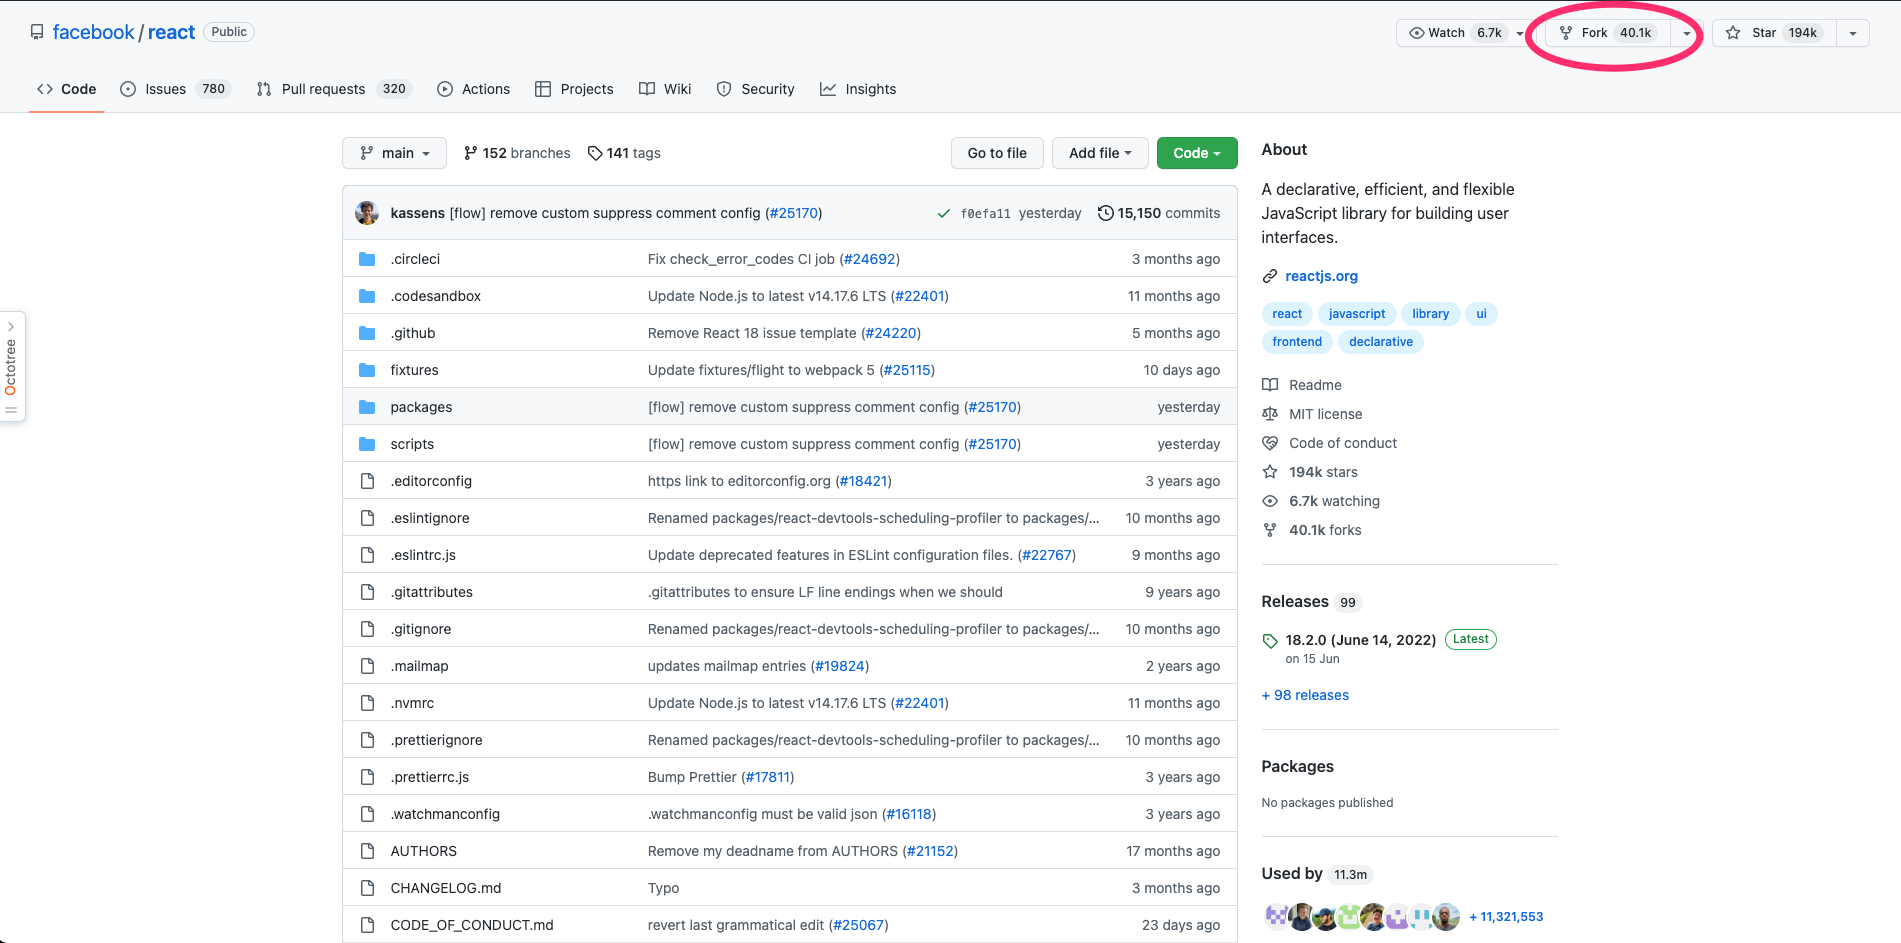 facebook / react Public
Watch 6.7k Fork 40.1k Star 194k
Code Issues 780 Pull requests 320 Actions Projects Wiki Security Insights
main 152 branches 141 tags Go to file Add file Code
kassens [flow] remove custom suppress comment config (#25170) f0efa11 yesterday 15,150 commits
.circleci Fix check_error_codes CI job (#24692) 3 months ago
.codesandbox Update Node.js to latest v14.17.6 LTS (#22401) 11 months ago
.github Remove React 18 issue template (#24220) 5 months ago
fixtures Update fixtures/flight to webpack 5 (#25115) 10 days ago
packages [flow] remove custom suppress comment config (#25170) yesterday
scripts [flow] remove custom suppress comment config (#25170) yesterday
.editorconfig https link to editorconfig.org (#18421) 3 years ago
.eslintignore Renamed packages/react-devtools-scheduling-profiler to packages/... 10 months ago
.eslintrc.js Update deprecated features in ESLint configuration files. (#22767) 9 months ago
.gitattributes .gitattributes to ensure LF line endings when we should 9 years ago
.gitignore Renamed packages/react-devtools-scheduling-profiler to packages/... 10 months ago
.mailmap updates mailmap entries (#19824) 2 years ago
.nvmrc Update Node.js to latest v14.17.6 LTS (#22401) 11 months ago
.prettierignore Renamed packages/react-devtools-scheduling-profiler to packages/... 10 months ago
.prettierrc.js Bump Prettier (#17811) 3 years ago
.watchmanconfig .watchmanconfig must be valid json (#16118) 3 years ago
AUTHORS Remove my deadname from AUTHORS (#21152) 17 months ago
CHANGELOG.md Typo 3 months ago
CODE_OF_CONDUCT.md revert last grammatical edit (#25067) 23 days ago
About
A declarative, efficient, and flexible
JavaScript library for building user
interfaces.
reactjs.org
react javascript library ui
frontend declarative
Readme
MIT license
Code of conduct
194k stars
6.7k watching
40.1k forks
Releases 99
18.2.0 (June 14, 2022) Latest
on 15 Jun
+ 98 releases
Packages
No packages published
Used by 11.3m
+ 11,321,553
Octotree